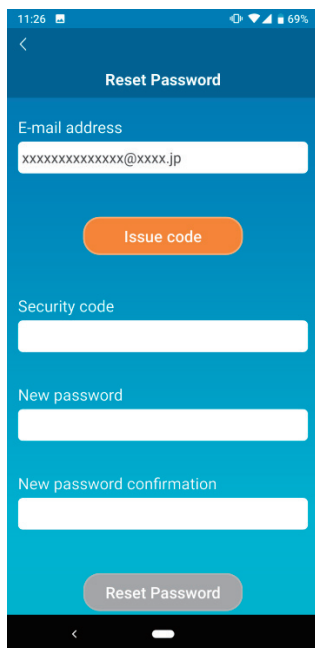 11:26 69%
Reset Password
E-mail address
xxxxxxxxxxxxxx@xxxx.jp
Issue code
Security code
New password
New password confirmation
Reset Password